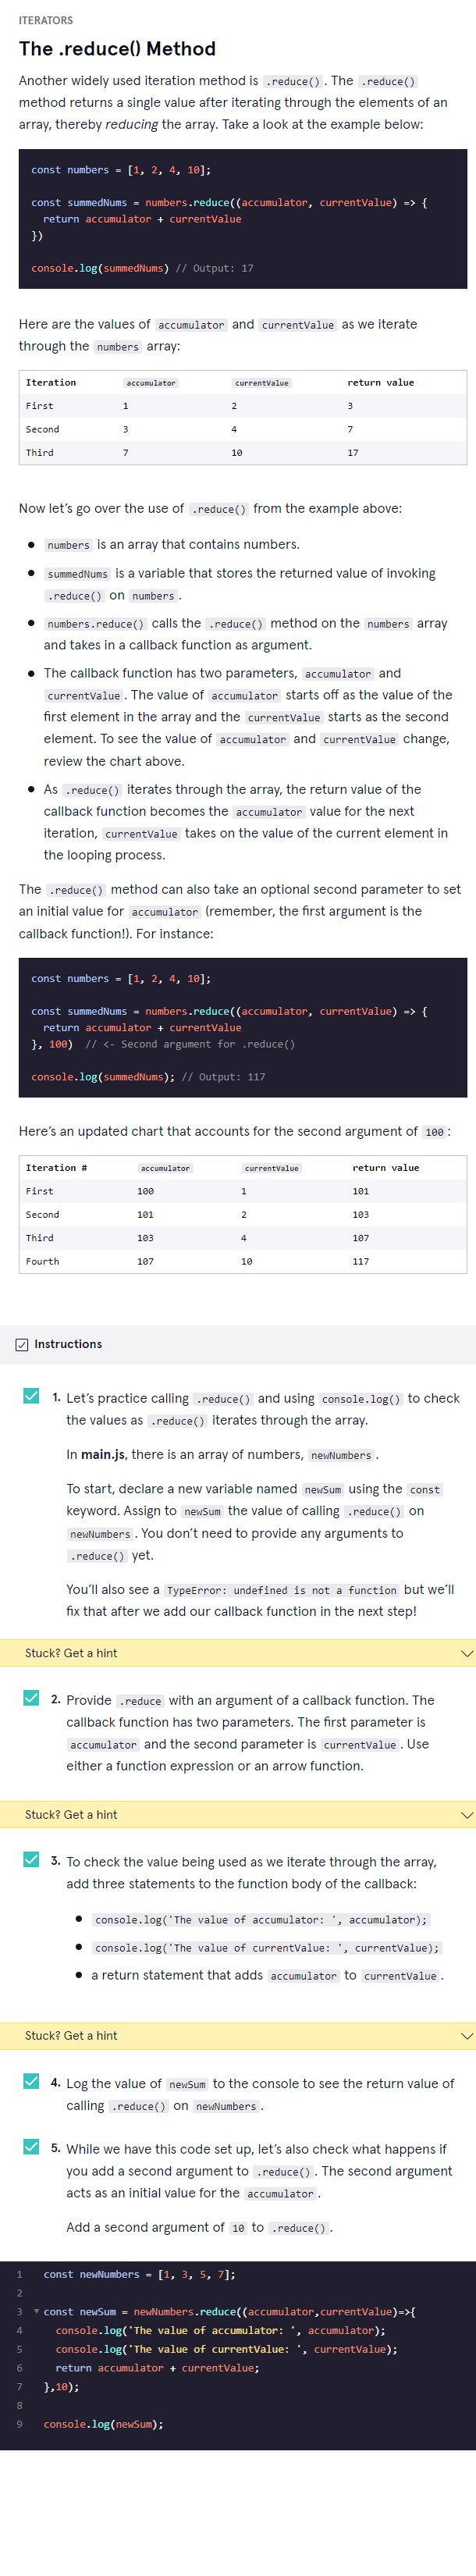 ITERATORS
The .reduce() Method
Another widely used iteration method is .reduce() . The .reduce()
method returns a single value after iterating through the elements of an
array, thereby reducing the array. Take a look at the example below:
const numbers = [1, 2, 4, 10];
const summedNums = numbers.reduce((accumulator, currentValue) => {
return accumulator + currentValue
})
console.log(summedNums) // Output: 17
Here are the values of accumulator and currentValue as we iterate
through the numbers array:
Iteration accumulator currentValue return value
First 1 2 3
Second 3 4 7
Third 7 10 17
Now let’s go over the use of .reduce() from the example above:
● numbers is an array that contains numbers.
● summedNums is a variable that stores the returned value of invoking
.reduce() on numbers .
● numbers.reduce() calls the .reduce() method on the numbers array
and takes in a callback function as argument.
● The callback function has two parameters, accumulator and
currentValue . The value of accumulator starts off as the value of the
first element in the array and the currentValue starts as the second
element. To see the value of accumulator and currentValue change,
review the chart above.
● As .reduce() iterates through the array, the return value of the
callback function becomes the accumulator value for the next
iteration, currentValue takes on the value of the current element in
the looping process.
The .reduce() method can also take an optional second parameter to set
an initial value for accumulator (remember, the first argument is the
callback function!). For instance:
const numbers = [1, 2, 4, 10];
const summedNums = numbers.reduce((accumulator, currentValue) => {
return accumulator + currentValue
}, 100) // <- Second argument for .reduce()
console.log(summedNums); // Output: 117
Here’s an updated chart that accounts for the second argument of 100 :
Iteration # accumulator currentValue return value
First 100 1 101
Second 101 2 103
Third 103 4 107
Fourth 107 10 117
Instructions
1. Let’s practice calling .reduce() and using console.log() to check
the values as .reduce() iterates through the array.
In main.js, there is an array of numbers, newNumbers .
To start, declare a new variable named newSum using the const
keyword. Assign to newSum the value of calling .reduce() on
newNumbers . You don’t need to provide any arguments to
.reduce() yet.
You’ll also see a TypeError: undefined is not a function but we’ll
fix that after we add our callback function in the next step!
Stuck? Get a hint
2. Provide .reduce with an argument of a callback function. The
callback function has two parameters. The first parameter is
accumulator and the second parameter is currentValue . Use
either a function expression or an arrow function.
Stuck? Get a hint
3. To check the value being used as we iterate through the array,
add three statements to the function body of the callback:
● console.log('The value of accumulator: ', accumulator);
● console.log('The value of currentValue: ', currentValue);
● a return statement that adds accumulator to currentValue .
Stuck? Get a hint
4. Log the value of newSum to the console to see the return value of
calling .reduce() on newNumbers .
5. While we have this code set up, let’s also check what happens if
you add a second argument to .reduce() . The second argument
acts as an initial value for the accumulator .
Add a second argument of 10 to .reduce() .
1 const newNumbers = [1, 3, 5, 7];
2
3 const newSum = newNumbers.reduce((accumulator,currentValue)=>{
4 console.log('The value of accumulator: ', accumulator);
5 console.log('The value of currentValue: ', currentValue);
6 return accumulator + currentValue;
7 },10);
8
9 console.log(newSum);